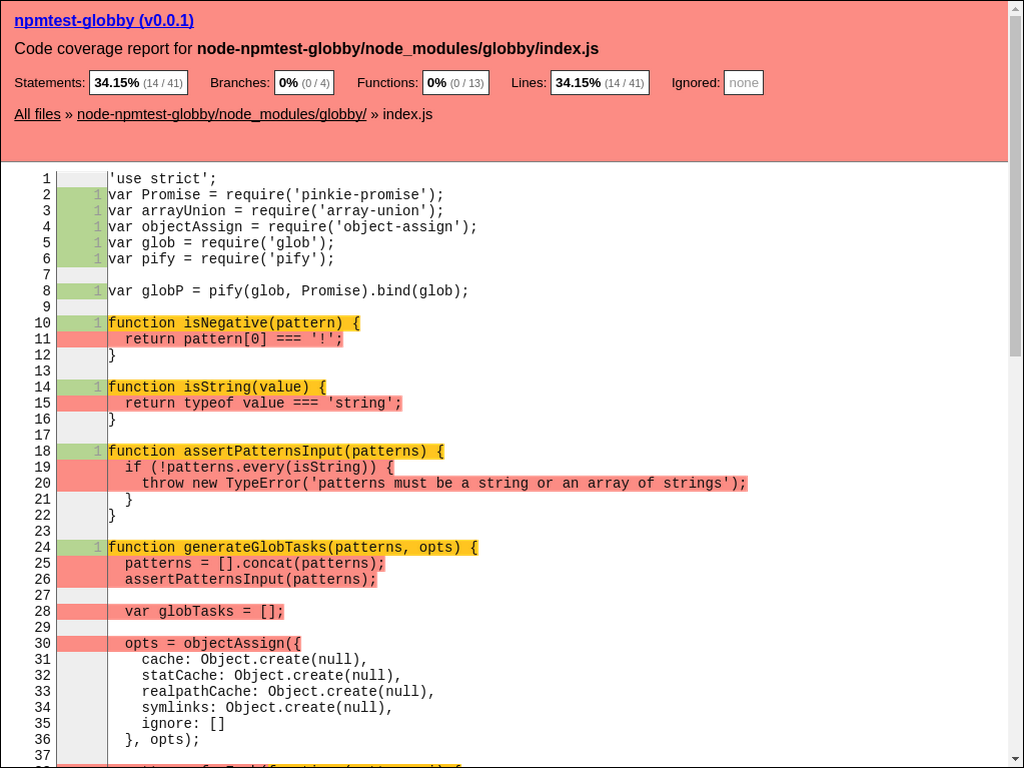 npmtest-globby (v0.0.1)
Code coverage report for node-npmtest-globby/node_modules/globby/index.js
Statements: 34.15% (14 / 41) Branches: 0% (0 / 4) Functions: 0% (0 / 13) Lines: 34.15% (14 / 41) Ignored: none
All files » node-npmtest-globby/node_modules/globby/ » index.js
1 'use strict';
2 1 var Promise = require('pinkie-promise');
3 1 var arrayUnion = require('array-union');
4 1 var objectAssign = require('object-assign');
5 1 var glob = require('glob');
6 1 var pify = require('pify');
7
8 1 var globP = pify(glob, Promise).bind(glob);
9
10 1 function isNegative(pattern) {
11 return pattern[0] === '!';
12 }
13
14 1 function isString(value) {
15 return typeof value === 'string';
16 }
17
18 1 function assertPatternsInput(patterns) {
19 if (!patterns.every(isString)) {
20 throw new TypeError('patterns must be a string or an array of strings');
21 }
22 }
23
24 1 function generateGlobTasks(patterns, opts) {
25 patterns = [].concat(patterns);
26 assertPatternsInput(patterns);
27
28 var globTasks = [];
29
30 opts = objectAssign({
31 cache: Object.create(null),
32 statCache: Object.create(null),
33 realpathCache: Object.create(null),
34 symlinks: Object.create(null),
35 ignore: []
36 }, opts);
37